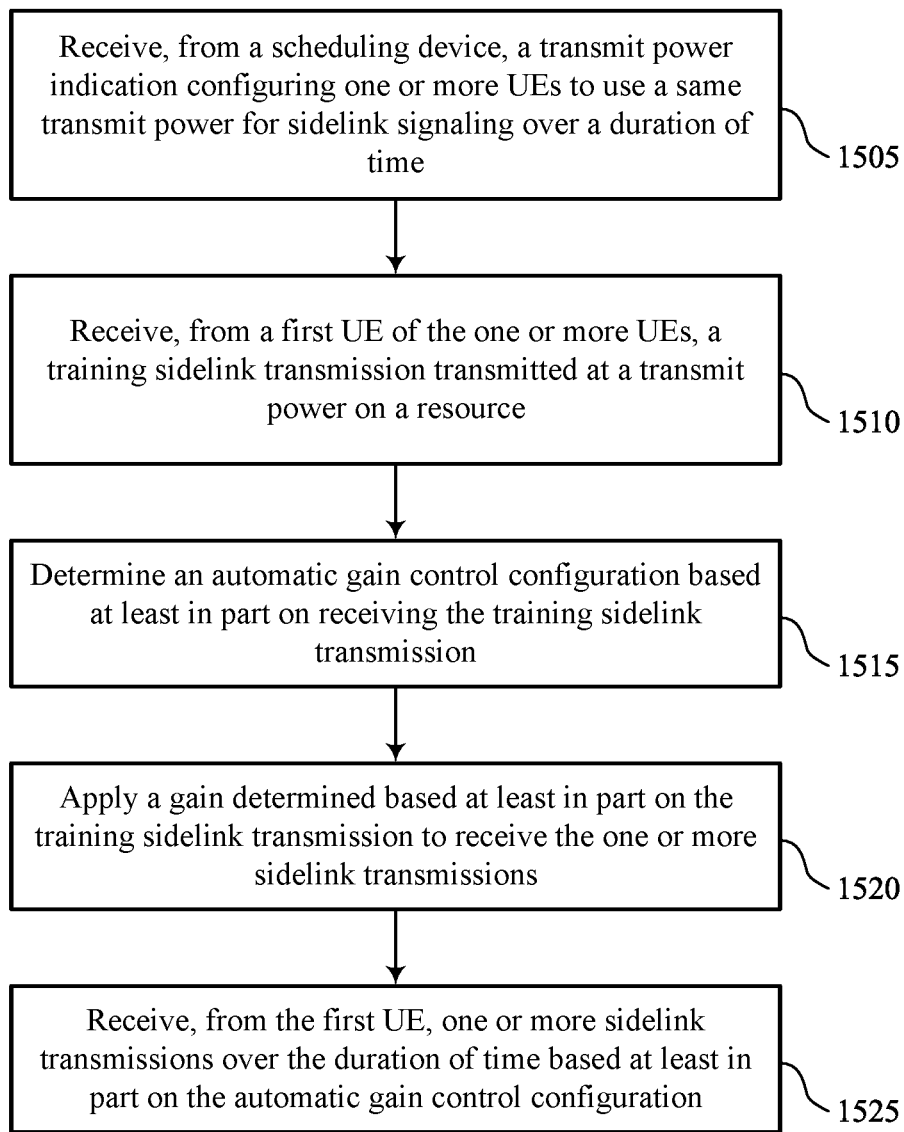 Receive, from a scheduling device, a transmit power
indication configuring one or more UEs to use a same
transmit power for sidelink signaling over a duration of
time
1505
Receive, from a first UE of the one or more UEs, a
training sidelink transmission transmitted at a transmit
power on a resource
1510
Determine an automatic gain control configuration based
at least in part on receiving the training sidelink
transmission
1515
Apply a gain determined based at least in part on the
training sidelink transmission to receive the one or more
sidelink transmissions
1520
Receive, from the first UE, one or more sidelink
transmissions over the duration of time based at least in
part on the automatic gain control configuration
1525